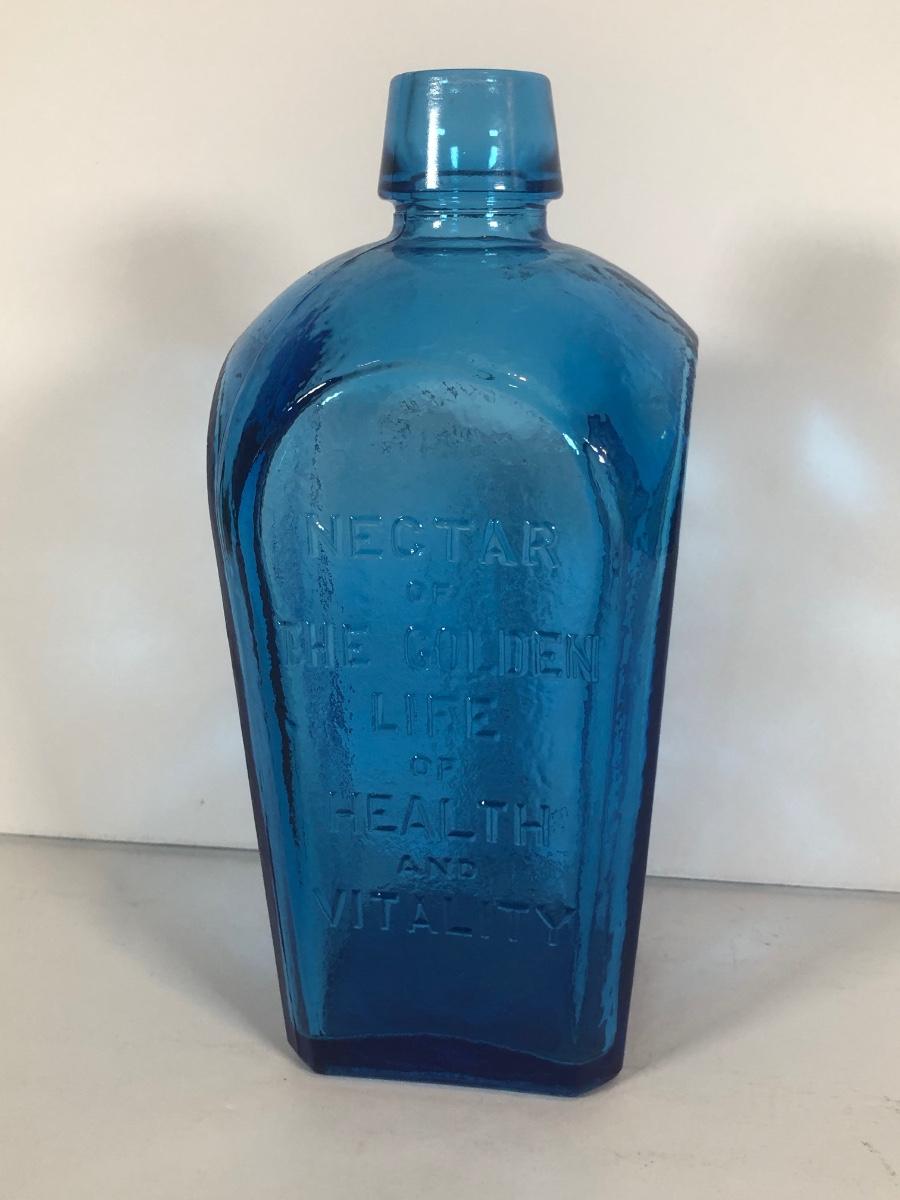 NECTAR
OF
THE GOLDEN
LIFE
OF
HEALTH
AND
VITALITY